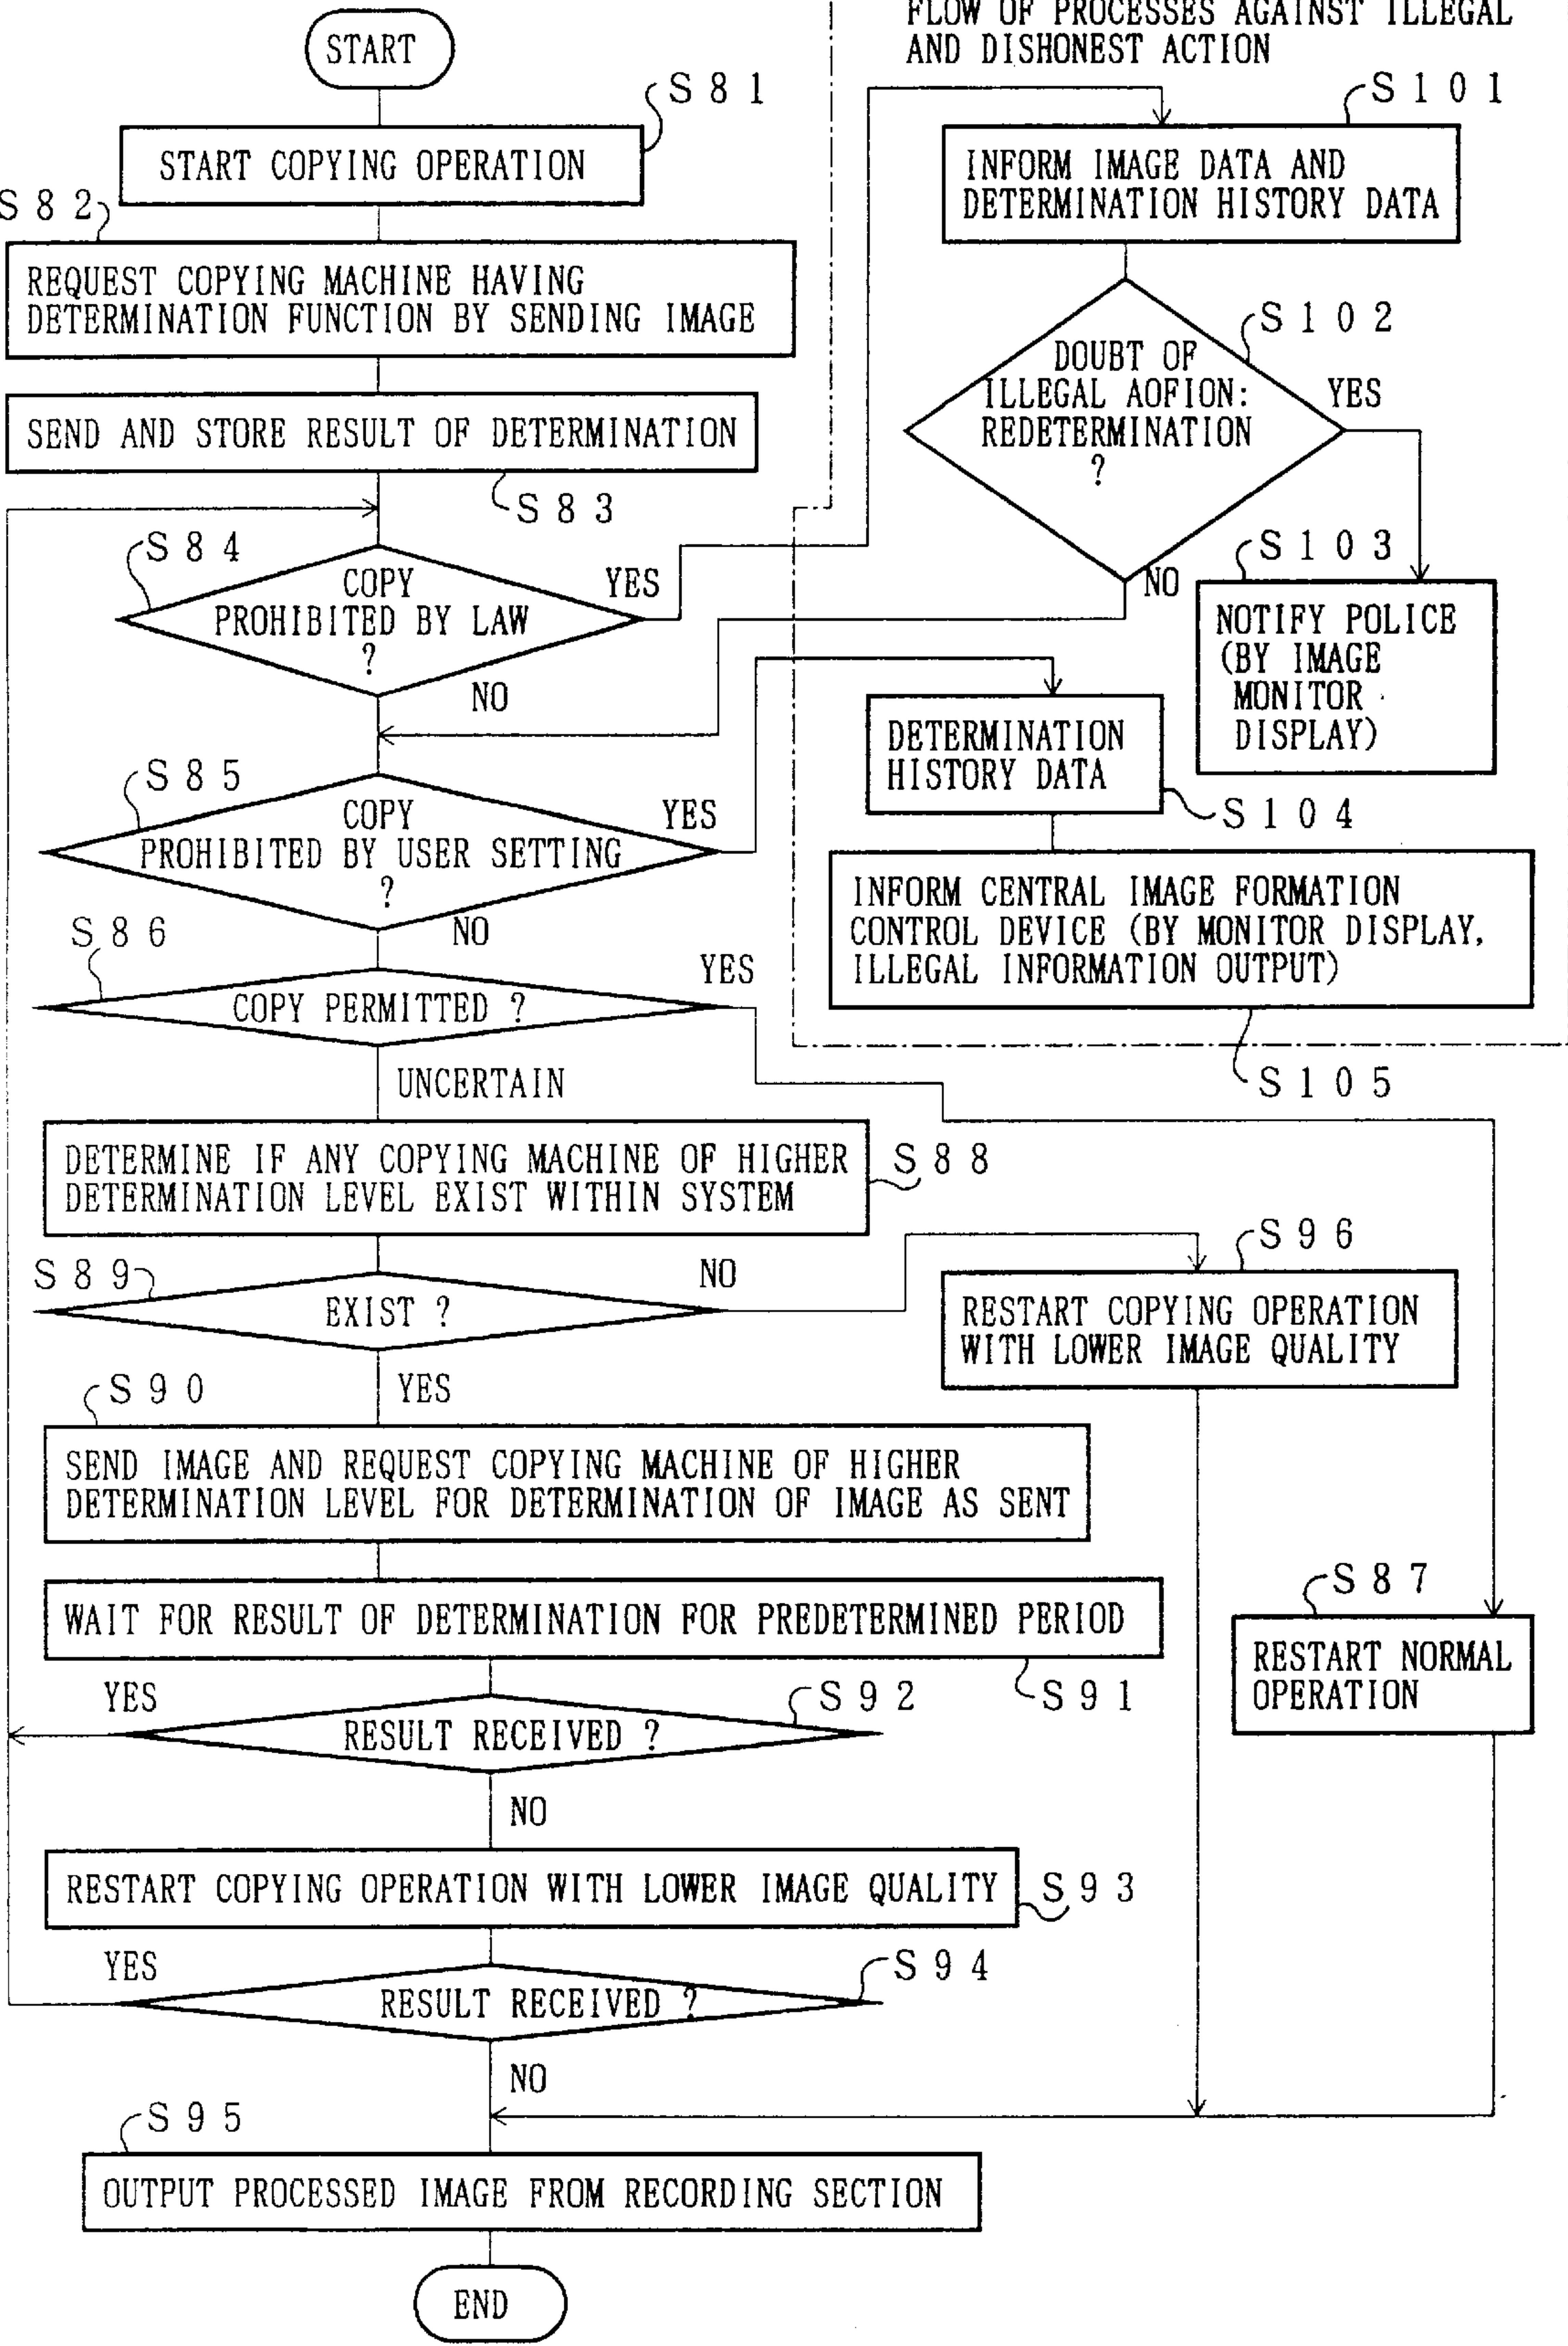 FLOW OF PROCESSES AGAINST ILLEGAL
AND DISHONEST ACTION
START
S81
START COPYING OPERATION
S82
REQUEST COPYING MACHINE HAVING
DETERMINATION FUNCTION BY SENDING IMAGE
SEND AND STORE RESULT OF DETERMINATION
S83
S84
COPY
PROHIBITED BY LAW
?
YES
NO
S85
COPY
PROHIBITED BY USER SETTING
?
YES
NO
S86
COPY PERMITTED ?
YES
UNCERTAIN
S101
INFORM IMAGE DATA AND
DETERMINATION HISTORY DATA
S102
DOUBT OF
ILLEGAL AOFION:
REDETERMINATION
?
YES
NO
S103
NOTIFY POLICE
(BY IMAGE
MONITOR
DISPLAY)
DETERMINATION
HISTORY DATA
S104
INFORM CENTRAL IMAGE FORMATION
CONTROL DEVICE (BY MONITOR DISPLAY,
ILLEGAL INFORMATION OUTPUT)
S105
DETERMINE IF ANY COPYING MACHINE OF HIGHER
DETERMINATION LEVEL EXIST WITHIN SYSTEM
S88
S89
EXIST ?
NO
YES
S96
RESTART COPYING OPERATION
WITH LOWER IMAGE QUALITY
S90
SEND IMAGE AND REQUEST COPYING MACHINE OF HIGHER
DETERMINATION LEVEL FOR DETERMINATION OF IMAGE AS SENT
WAIT FOR RESULT OF DETERMINATION FOR PREDETERMINED PERIOD
S91
S87
RESTART NORMAL
OPERATION
YES
S92
RESULT RECEIVED ?
NO
RESTART COPYING OPERATION WITH LOWER IMAGE QUALITY
S93
YES
S94
RESULT RECEIVED ?
NO
S95
OUTPUT PROCESSED IMAGE FROM RECORDING SECTION
END